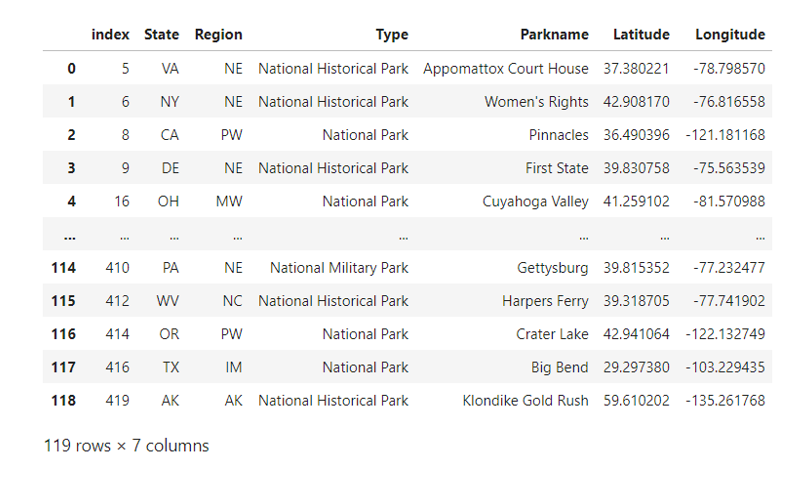 index State Region Type Parkname Latitude Longitude
0 5 VA NE National Historical Park Appomattox Court House 37.380221 -78.798570
1 6 NY NE National Historical Park Women's Rights 42.908170 -76.816558
2 8 CA PW National Park Pinnacles 36.490396 -121.181168
3 9 DE NE National Historical Park First State 39.830758 -75.563539
4 16 OH MW National Park Cuyahoga Valley 41.259102 -81.570988
... ... ... ... ... ... ... ...
114 410 PA NE National Military Park Gettysburg 39.815352 -77.232477
115 412 WV NC National Historical Park Harpers Ferry 39.318705 -77.741902
116 414 OR PW National Park Crater Lake 42.941064 -122.132749
117 416 TX IM National Park Big Bend 29.297380 -103.229435
118 419 AK AK National Historical Park Klondike Gold Rush 59.610202 -135.261768
119 rows × 7 columns